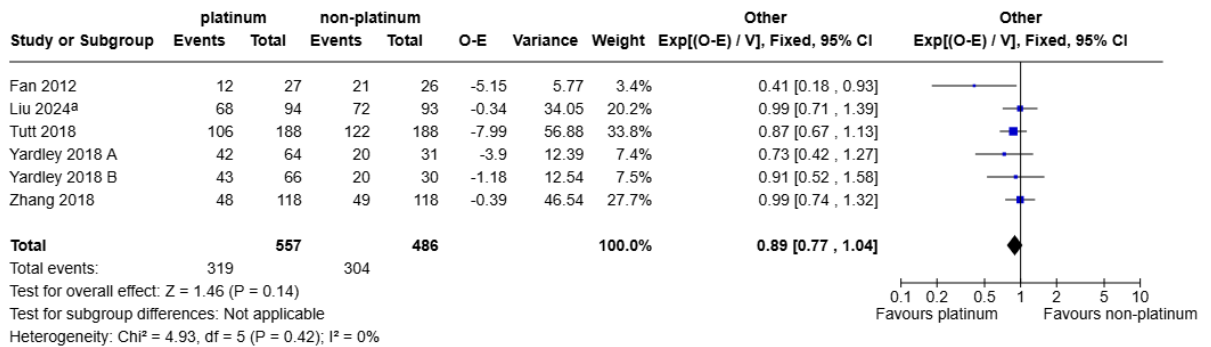 platinum non-platinum Other Other
Study or Subgroup Events Total Events Total O-E Variance Weight Exp[(O-E) / V], Fixed, 95% CI Exp[(O-E) / V], Fixed, 95% CI
Fan 2012 12 27 21 26 -5.15 5.77 3.4% 0.41 [0.18 , 0.93]
Liu 2024ª 68 94 72 93 -0.34 34.05 20.2% 0.99 [0.71 , 1.39]
Tutt 2018 106 188 122 188 -7.99 56.88 33.8% 0.87 [0.67 , 1.13]
Yardley 2018 A 42 64 20 31 -3.9 12.39 7.4% 0.73 [0.42 , 1.27]
Yardley 2018 B 43 66 20 30 -1.18 12.54 7.5% 0.91 [0.52 , 1.58]
Zhang 2018 48 118 49 118 -0.39 46.54 27.7% 0.99 [0.74 , 1.32]
Total 557 486 100.0% 0.89 [0.77 , 1.04]
Total events: 319 304
Test for overall effect: Z = 1.46 (P = 0.14)
Test for subgroup differences: Not applicable
Heterogeneity: Chi² = 4.93, df = 5 (P = 0.42); I² = 0%
0.1 0.2 0.5 1 2 5 10
Favours platinum Favours non-platinum